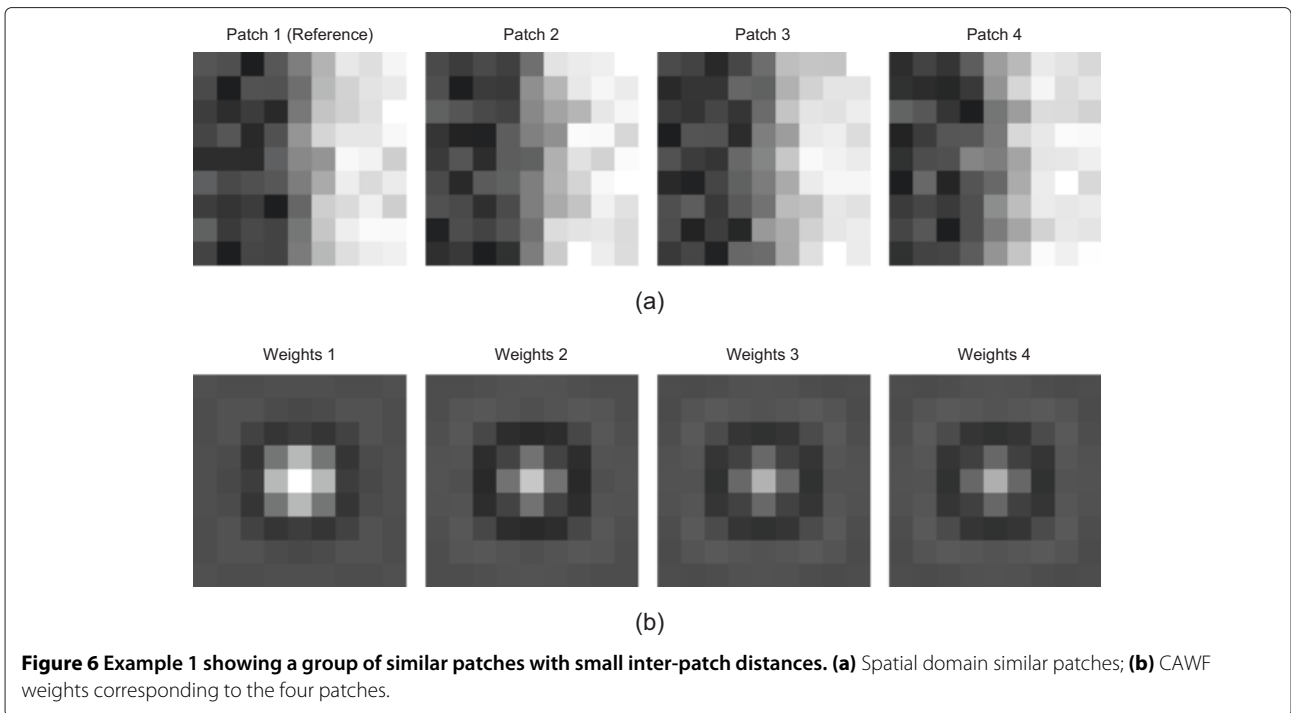 Patch 1 (Reference) Patch 2 Patch 3 Patch 4
(a)
Weights 1 Weights 2 Weights 3 Weights 4
(b)
Figure 6 Example 1 showing a group of similar patches with small inter-patch distances. (a) Spatial domain similar patches; (b) CAWF
weights corresponding to the four patches.